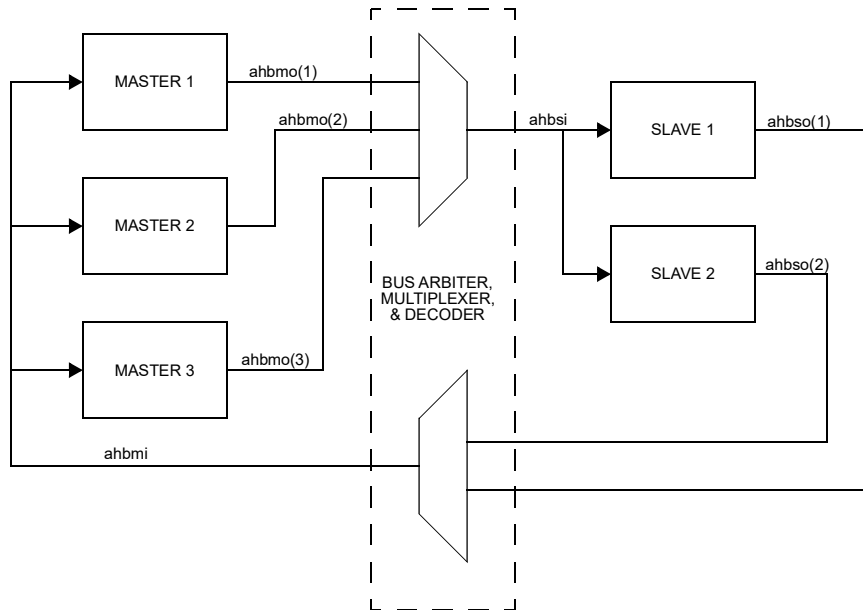 MASTER 1
ahbmo(1)
ahbmo(2)
ahbsi
SLAVE 1
ahbso(1)
MASTER 2
SLAVE 2
ahbso(2)
BUS ARBITER,
MULTIPLEXER,
& DECODER
MASTER 3
ahbmo(3)
ahbmi